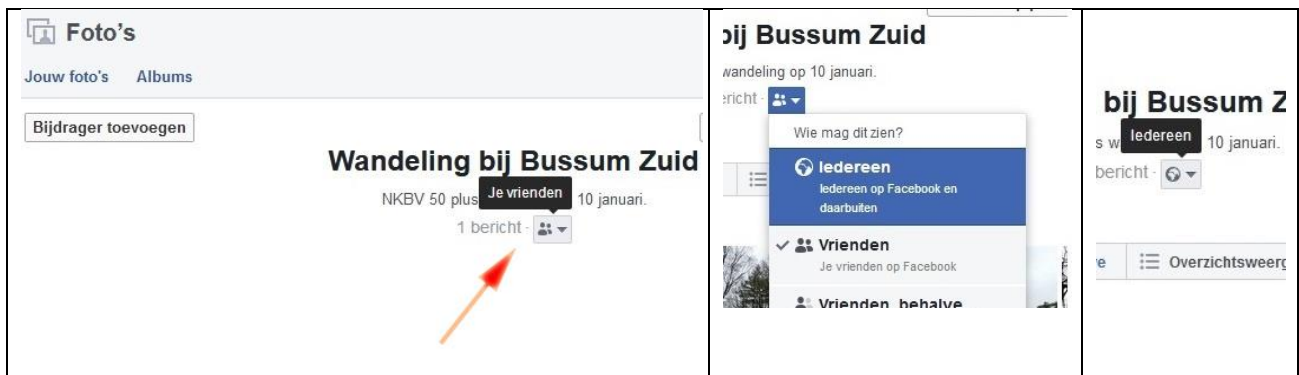 Foto's
Jouw foto's Albums
Bijdrager toevoegen
Wandeling bij Bussum Zuid
NKBV 50 plus Je vrienden 10 januari.
1 bericht ·
bij Bussum Zuid
wandeling op 10 januari.
ericht ·
Wie mag dit zien?
Iedereen
Iedereen op Facebook en
daarbuiten
Vrienden
Je vrienden op Facebook
Vrienden, behalve
bij Bussum Z
s w Iedereen 10 januari.
bericht ·
e Overzichtsweerg